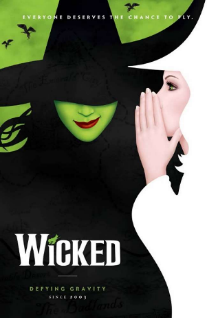 EVERYONE DESERVES THE CHANCE TO FLY.
WICKED
DEFYING GRAVITY
SINCE 2003